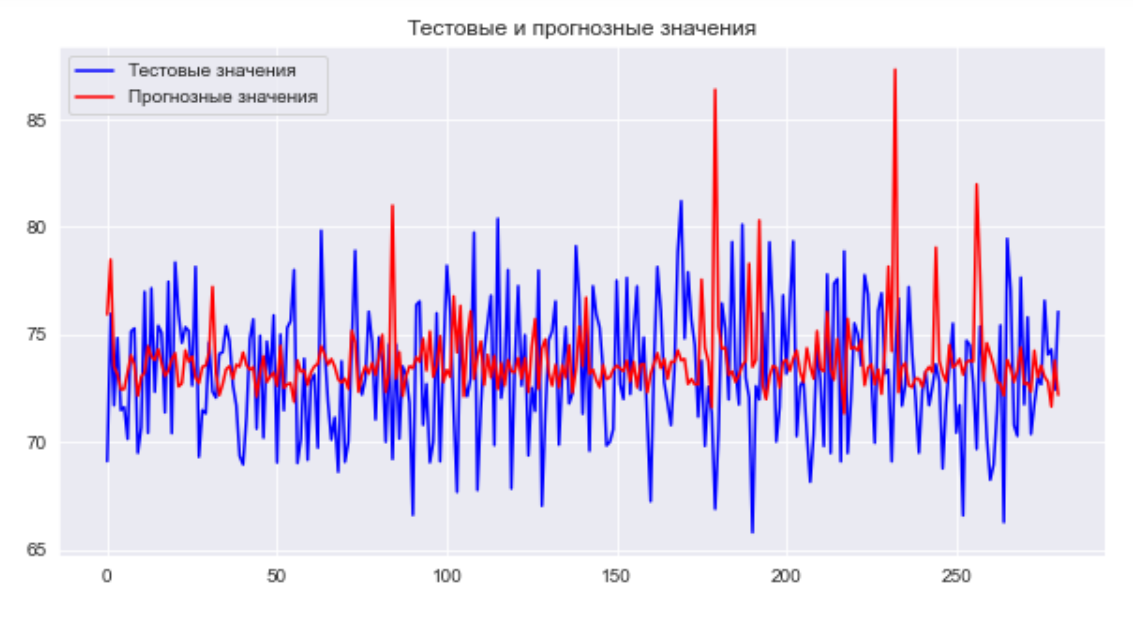 Тестовые и прогнозные значения
Тестовые значения
Прогнозные значения
85
80
75
70
65
0 50 100 150 200 250